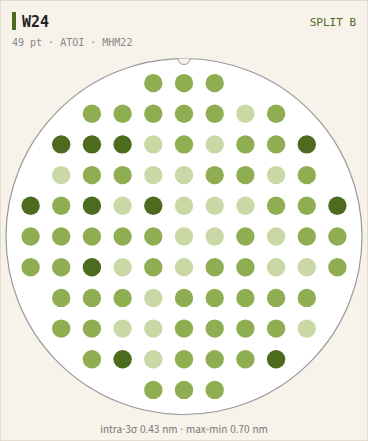 W24
SPLIT B
49 pt · ATOI · MHM22
intra-3σ 0.43 nm · max-min 0.70 nm